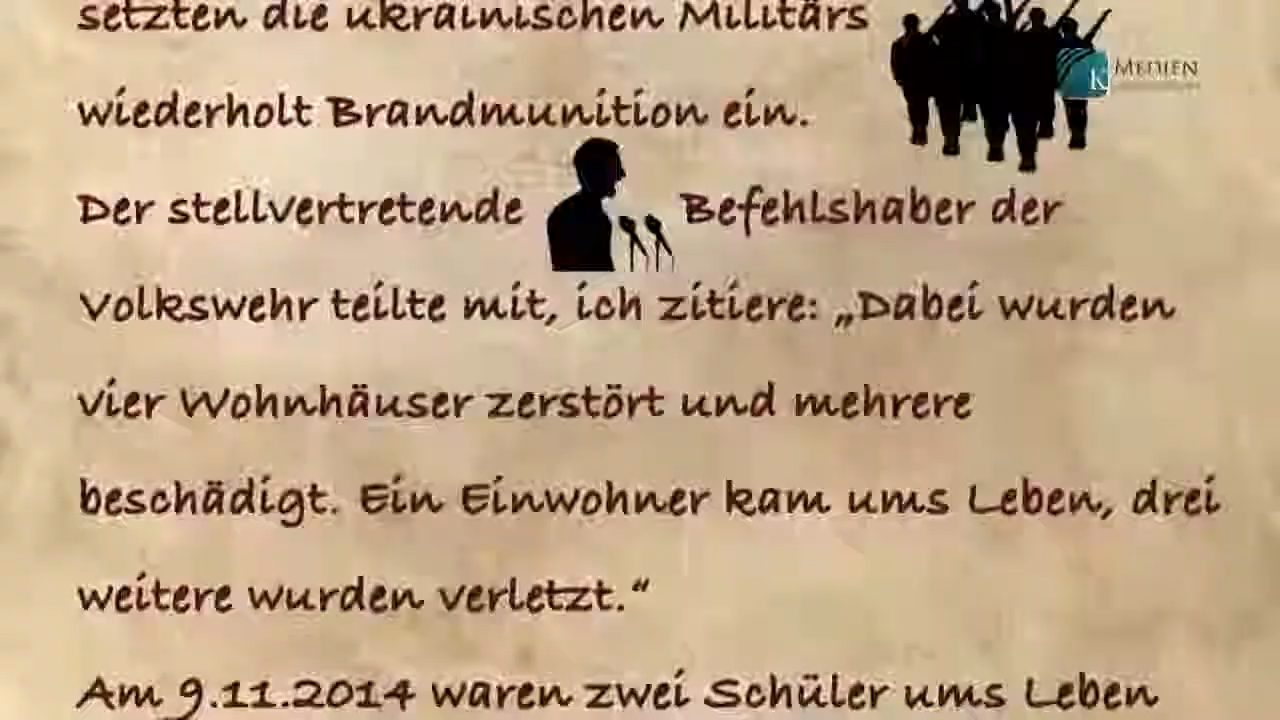 setzten die ukrainischen Militärs
K MEDIEN
wiederholt Brandmunition ein.
Der stellvertretende Befehlshaber der
Volkswehr teilte mit, ich zitiere: „Dabei wurden
vier Wohnhäuser zerstört und mehrere
beschädigt. Ein Einwohner kam ums Leben, drei
weitere wurden verletzt.“
Am 9.11.2014 waren zwei Schüler ums Leben